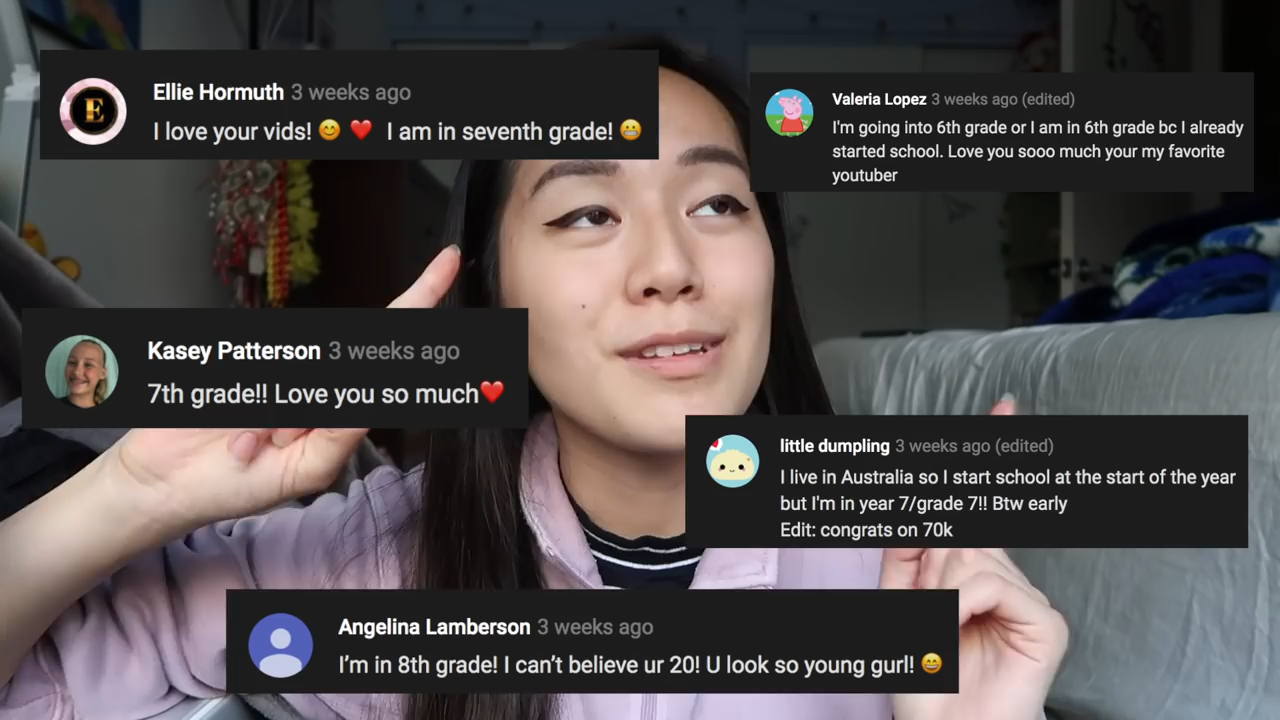 Ellie Hormuth 3 weeks ago
I love your vids! 😊 ❤️ I am in seventh grade! 😬
E
Valeria Lopez 3 weeks ago (edited)
I'm going into 6th grade or I am in 6th grade bc I already
started school. Love you sooo much your my favorite
youtuber
Kasey Patterson 3 weeks ago
7th grade!! Love you so much❤️
little dumpling 3 weeks ago (edited)
I live in Australia so I start school at the start of the year
but I'm in year 7/grade 7!! Btw early
Edit: congrats on 70k
Angelina Lamberson 3 weeks ago
I'm in 8th grade! I can't believe ur 20! U look so young gurl! 😄